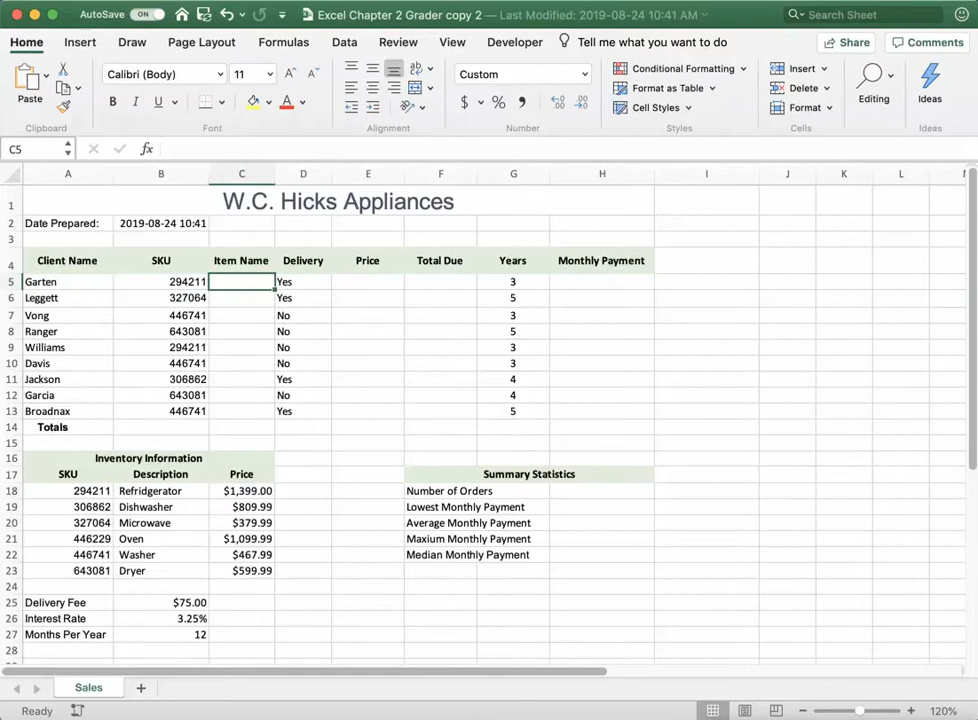 AutoSave ON Excel Chapter 2 Grader copy 2 — Last Modified: 2019-08-24 10:41 AM Search Sheet
Home Insert Draw Page Layout Formulas Data Review View Developer Tell me what you want to do Share Comments
Calibri (Body) 11 Custom Conditional Formatting Insert
Paste Format as Table Delete Editing Ideas
B I U A $ % Cell Styles Format
Clipboard Font Alignment Number Styles Cells Ideas
C5 fx
A B C D E F G H I J K L
1 W.C. Hicks Appliances
2 Date Prepared: 2019-08-24 10:41
3
4 Client Name SKU Item Name Delivery Price Total Due Years Monthly Payment
5 Garten 294211 Yes 3
6 Leggett 327064 Yes 5
7 Vong 446741 No 3
8 Ranger 643081 No 5
9 Williams 294211 No 3
10 Davis 446741 No 3
11 Jackson 306862 Yes 4
12 Garcia 643081 No 4
13 Broadnax 446741 Yes 5
14 Totals
15
16 Inventory Information
17 SKU Description Price Summary Statistics
18 294211 Refridgerator $1,399.00 Number of Orders
19 306862 Dishwasher $809.99 Lowest Monthly Payment
20 327064 Microwave $379.99 Average Monthly Payment
21 446229 Oven $1,099.99 Maxium Monthly Payment
22 446741 Washer $467.99 Median Monthly Payment
23 643081 Dryer $599.99
24
25 Delivery Fee $75.00
26 Interest Rate 3.25%
27 Months Per Year 12
28
Sales
Ready 120%